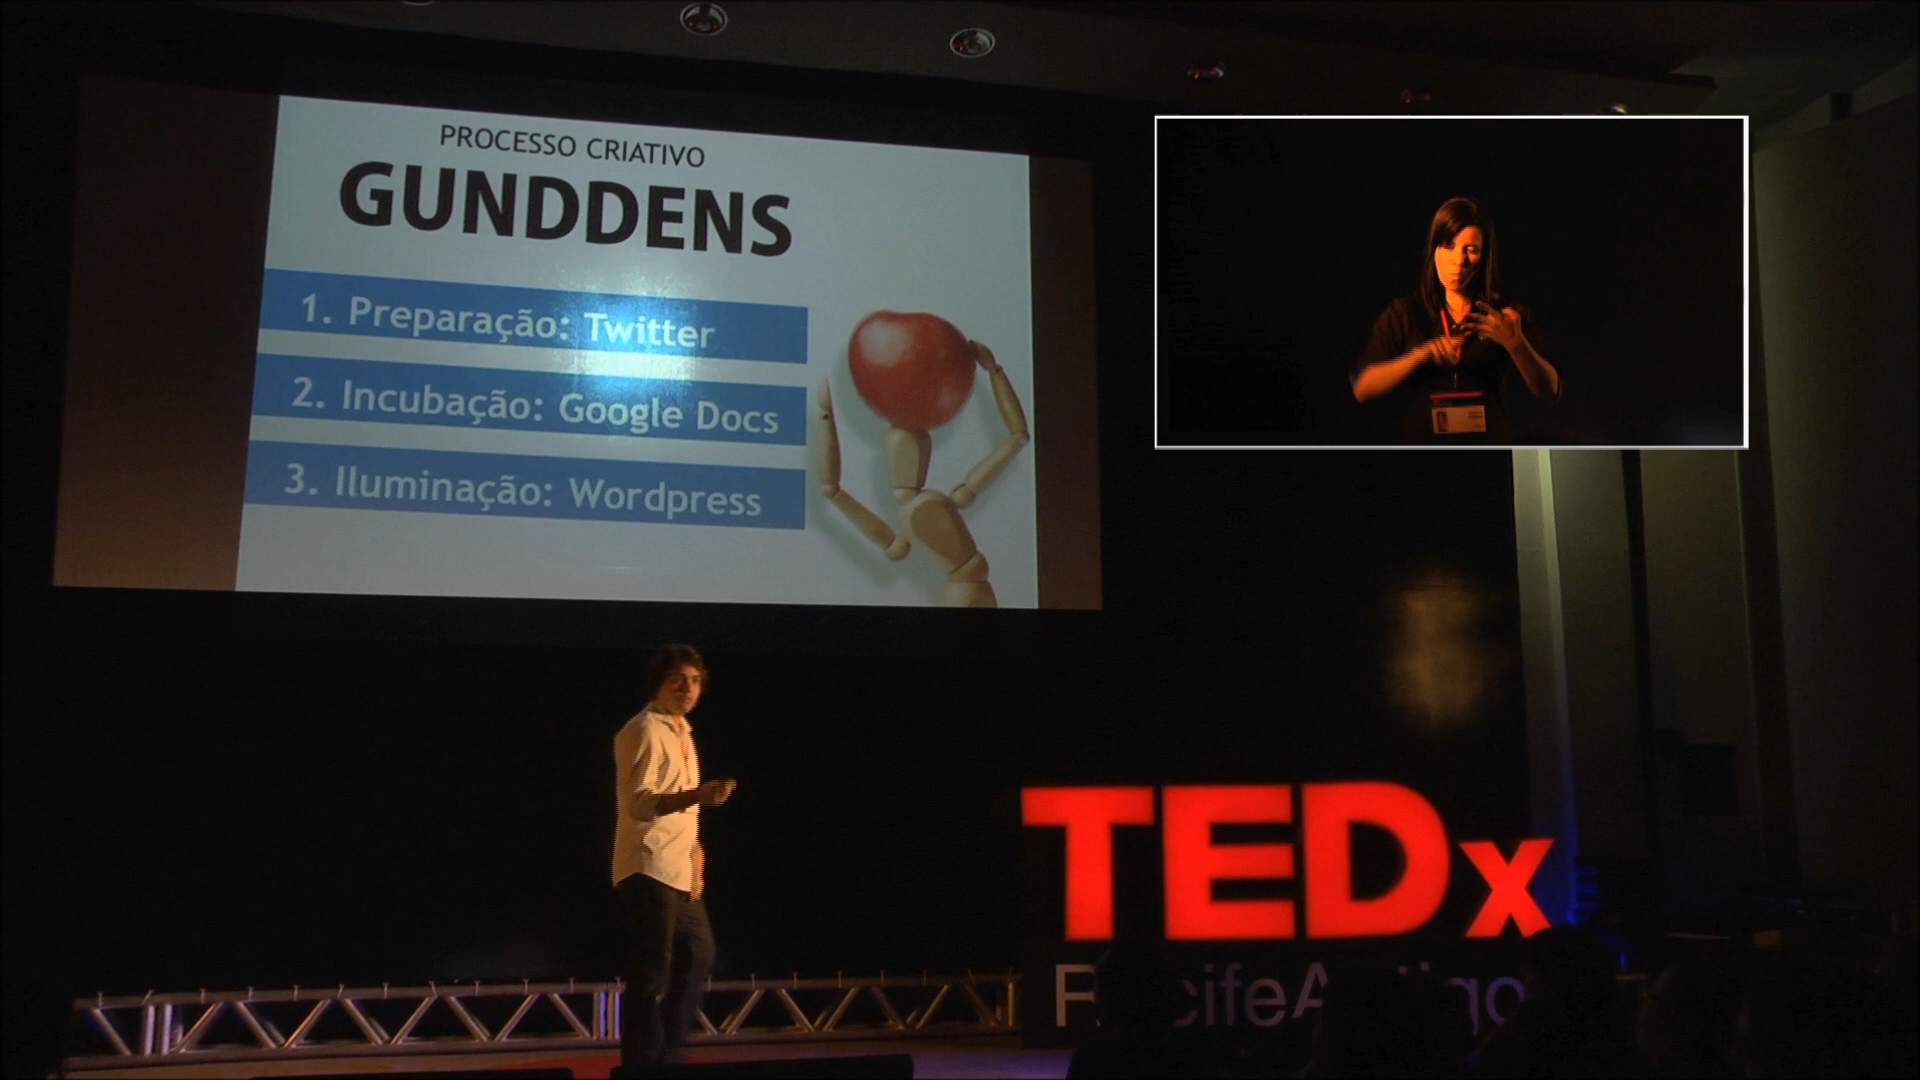 PROCESSO CRIATIVO
GUNDDENS
1. Preparação: Twitter
2. Incubação: Google Docs
3. Iluminação: Wordpress
TEDx